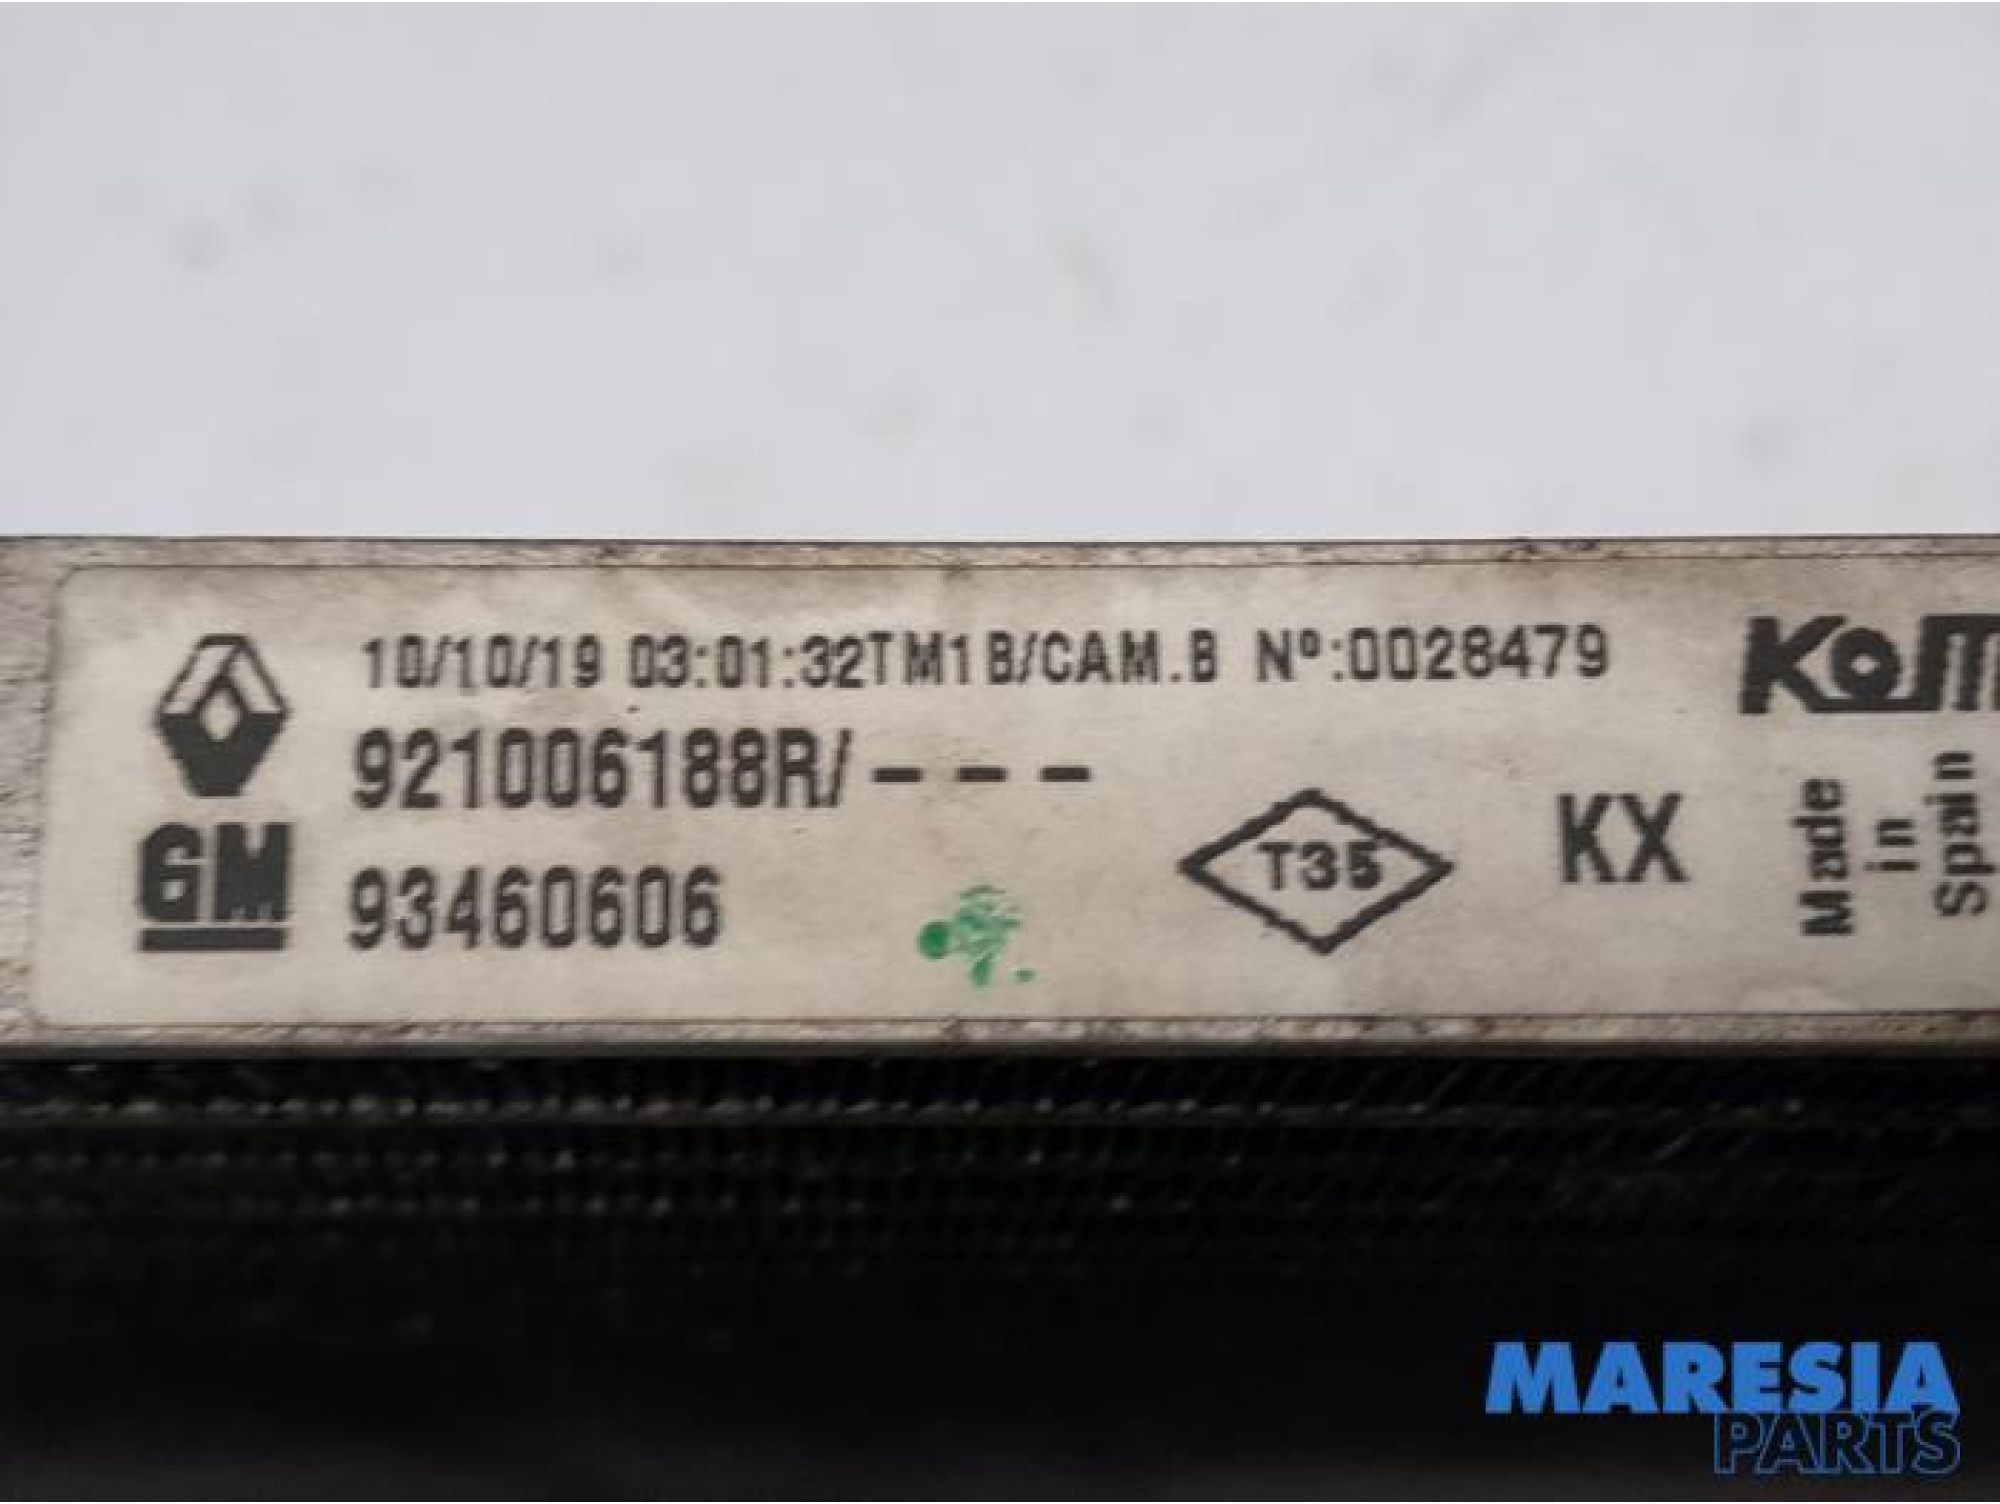 10/10/19 03:01:32TM1B/CAM.B Nº:0028479
921006188R/---
GM
93460606
T35
KX
Made
in
Spain
MARESIA
PARTS